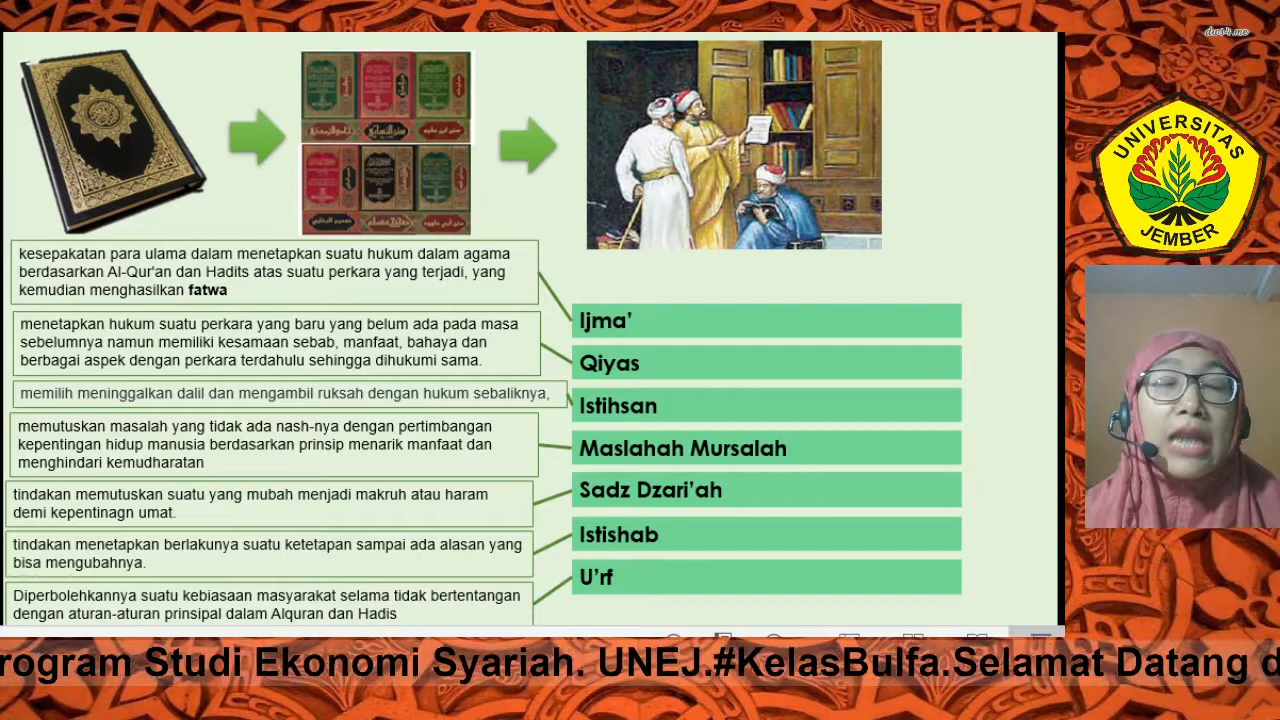 dws4.me
UNIVERSITAS
JEMBER
kesepakatan para ulama dalam menetapkan suatu hukum dalam agama
berdasarkan Al-Qur'an dan Hadits atas suatu perkara yang terjadi, yang
kemudian menghasilkan fatwa
menetapkan hukum suatu perkara yang baru yang belum ada pada masa
sebelumnya namun memiliki kesamaan sebab, manfaat, bahaya dan
berbagai aspek dengan perkara terdahulu sehingga dihukumi sama.
memilih meninggalkan dalil dan mengambil ruksah dengan hukum sebaliknya,
memutuskan masalah yang tidak ada nash-nya dengan pertimbangan
kepentingan hidup manusia berdasarkan prinsip menarik manfaat dan
menghindari kemudharatan
tindakan memutuskan suatu yang mubah menjadi makruh atau haram
demi kepentinagn umat.
tindakan menetapkan berlakunya suatu ketetapan sampai ada alasan yang
bisa mengubahnya.
Diperbolehkannya suatu kebiasaan masyarakat selama tidak bertentangan
dengan aturan-aturan prinsipal dalam Alquran dan Hadis
Ijma’
Qiyas
Istihsan
Maslahah Mursalah
Sadz Dzari’ah
Istishab
U’rf
rogram Studi Ekonomi Syariah. UNEJ.#KelasBulfa.Selamat Datang d